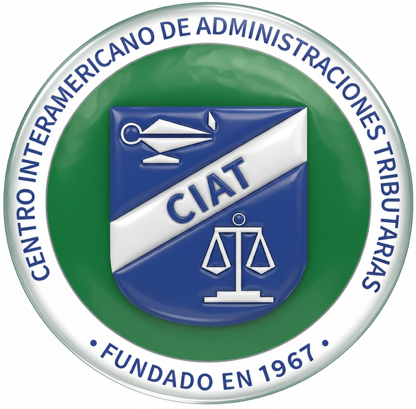 CENTRO INTERAMERICANO DE ADMINISTRACIONES TRIBUTARIAS
CIAT
• FUNDADO EN 1967 •